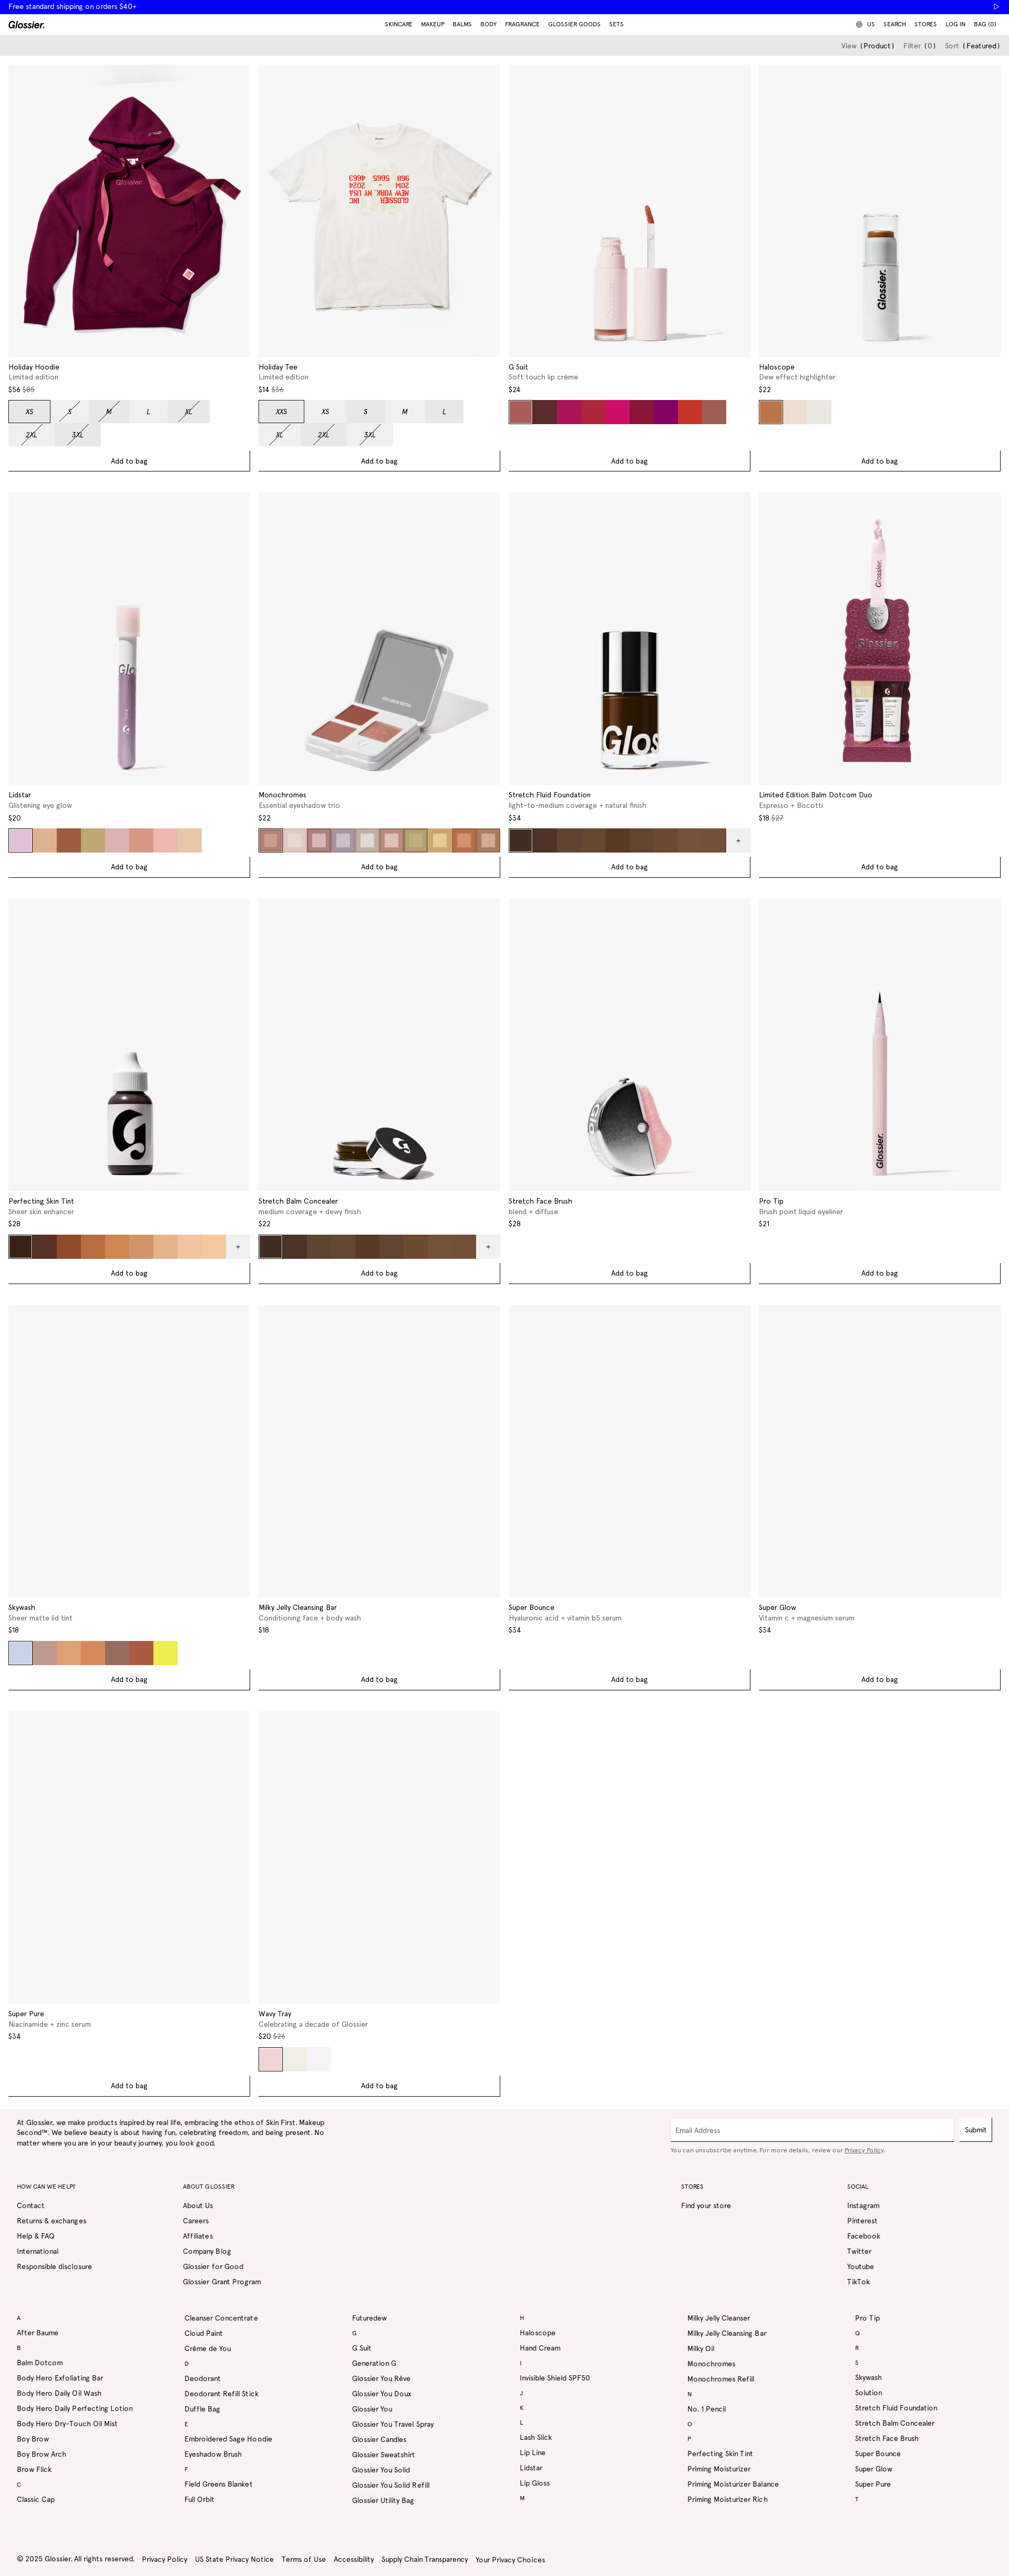 Free standard shipping on orders $40+
Glossier.
SKINCARE MAKEUP BALMS BODY FRAGRANCE GLOSSIER GOODS SETS
US SEARCH STORES LOG IN BAG (0)
View (Product) Filter (0) Sort (Featured)
Glossier.
GLOSSIER INC
NEW YORK, NY USA
2024 - 20M
4663 5665 968
Glossier.
Holiday Hoodie
Limited edition
$56 $85
XS S M L XL
2XL 3XL
Add to bag
Holiday Tee
Limited edition
$14 $36
XXS XS S M L
XL 2XL 3XL
Add to bag
G Suit
Soft touch lip crème
$24
Add to bag
Haloscope
Dew effect highlighter
$22
Add to bag
Glo
Glos
Glossier.
Glossier.
Lidstar
Glistening eye glow
$20
Add to bag
Monochromes
Essential eyeshadow trio
$22
Add to bag
Stretch Fluid Foundation
light-to-medium coverage + natural finish
$34
+
Add to bag
Limited Edition Balm Dotcom Duo
Espresso + Biscotti
$18 $27
Add to bag
G
G
Glo
Glossier.
Perfecting Skin Tint
Sheer skin enhancer
$28
+
Add to bag
Stretch Balm Concealer
medium coverage + dewy finish
$22
+
Add to bag
Stretch Face Brush
blend + diffuse
$28
Add to bag
Pro Tip
Brush point liquid eyeliner
$21
Add to bag
Skywash
Sheer matte lid tint
$18
Add to bag
Milky Jelly Cleansing Bar
Conditioning face + body wash
$18
Add to bag
Super Bounce
Hyaluronic acid + vitamin b5 serum
$34
Add to bag
Super Glow
Vitamin c + magnesium serum
$34
Add to bag
Super Pure
Niacinamide + zinc serum
$34
Add to bag
Wavy Tray
Celebrating a decade of Glossier
$20 $26
Add to bag
At Glossier, we make products inspired by real life, embracing the ethos of Skin First. Makeup
Second™. We believe beauty is about having fun, celebrating freedom, and being present. No
matter where you are in your beauty journey, you look good.
Email Address
Submit
You can unsubscribe anytime. For more details, review our Privacy Policy.
HOW CAN WE HELP?
Contact
Returns & exchanges
Help & FAQ
International
Responsible disclosure
ABOUT GLOSSIER
About Us
Careers
Affiliates
Company Blog
Glossier for Good
Glossier Grant Program
STORES
Find your store
SOCIAL
Instagram
Pinterest
Facebook
Twitter
Youtube
TikTok
A
After Baume
B
Balm Dotcom
Body Hero Exfoliating Bar
Body Hero Daily Oil Wash
Body Hero Daily Perfecting Lotion
Body Hero Dry-Touch Oil Mist
Boy Brow
Boy Brow Arch
Brow Flick
C
Classic Cap
Cleanser Concentrate
Cloud Paint
Crème de You
D
Deodorant
Deodorant Refill Stick
Duffle Bag
E
Embroidered Sage Hoodie
Eyeshadow Brush
F
Field Greens Blanket
Full Orbit
Futuredew
G
G Suit
Generation G
Glossier You Rêve
Glossier You Doux
Glossier You
Glossier You Travel Spray
Glossier Candles
Glossier Sweatshirt
Glossier You Solid
Glossier You Solid Refill
Glossier Utility Bag
H
Haloscope
Hand Cream
I
Invisible Shield SPF50
J
K
L
Lash Slick
Lip Line
Lidstar
Lip Gloss
M
Milky Jelly Cleanser
Milky Jelly Cleansing Bar
Milky Oil
Monochromes
Monochromes Refill
N
No. 1 Pencil
O
P
Perfecting Skin Tint
Priming Moisturizer
Priming Moisturizer Balance
Priming Moisturizer Rich
Pro Tip
Q
R
S
Skywash
Solution
Stretch Fluid Foundation
Stretch Balm Concealer
Stretch Face Brush
Super Bounce
Super Glow
Super Pure
T
© 2025 Glossier. All rights reserved. Privacy Policy US State Privacy Notice Terms of Use Accessibility Supply Chain Transparency Your Privacy Choices